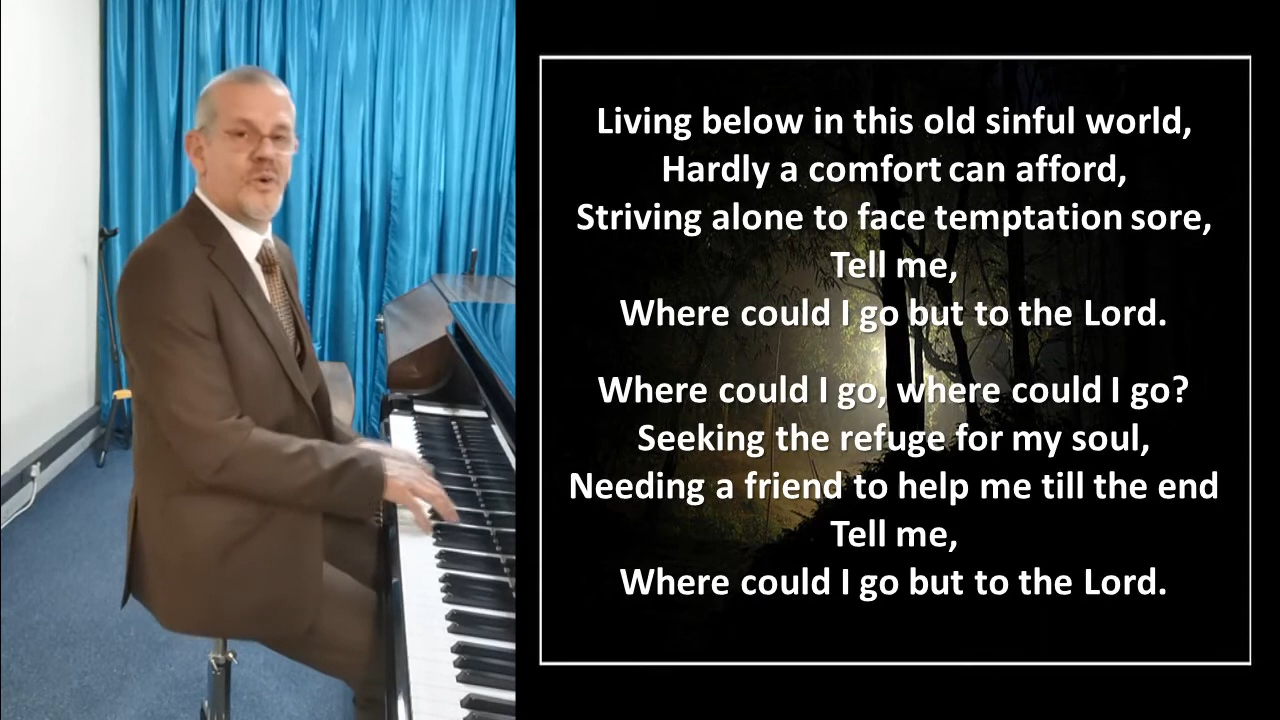 Living below in this old sinful world,
Hardly a comfort can afford,
Striving alone to face temptation sore,
Tell me,
Where could I go but to the Lord.
Where could I go, where could I go?
Seeking the refuge for my soul,
Needing a friend to help me till the end
Tell me,
Where could I go but to the Lord.